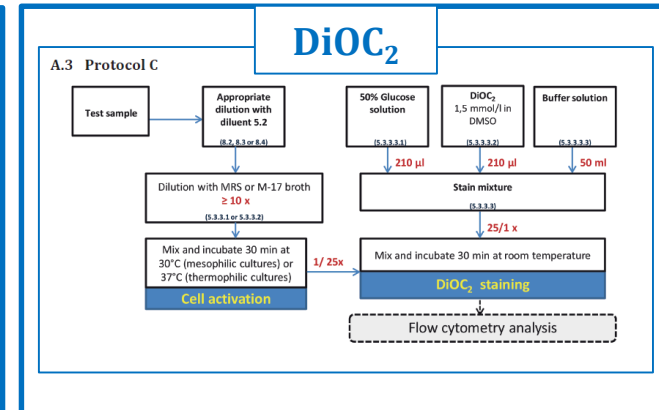 DiOC₂
A.3 Protocol C
Test sample
Appropriate
dilution with
diluent 5.2
(8.2, 8.3 or 8.4)
50% Glucose
solution
(5.3.3.3.1)
DiOC₂
1,5 mmol/l in
DMSO
(5.3.3.3.2)
Buffer solution
(5.3.3.3.3)
210 µl
210 µl
50 ml
Dilution with MRS or M-17 broth
≥ 10 x
(5.3.3.1 or 5.3.3.2)
Stain mixture
(5.3.3.3)
25/1 x
Mix and incubate 30 min at
30°C (mesophilic cultures) or
37°C (thermophilic cultures)
Cell activation
1/ 25x
Mix and incubate 30 min at room temperature
DiOC₂ staining
Flow cytometry analysis